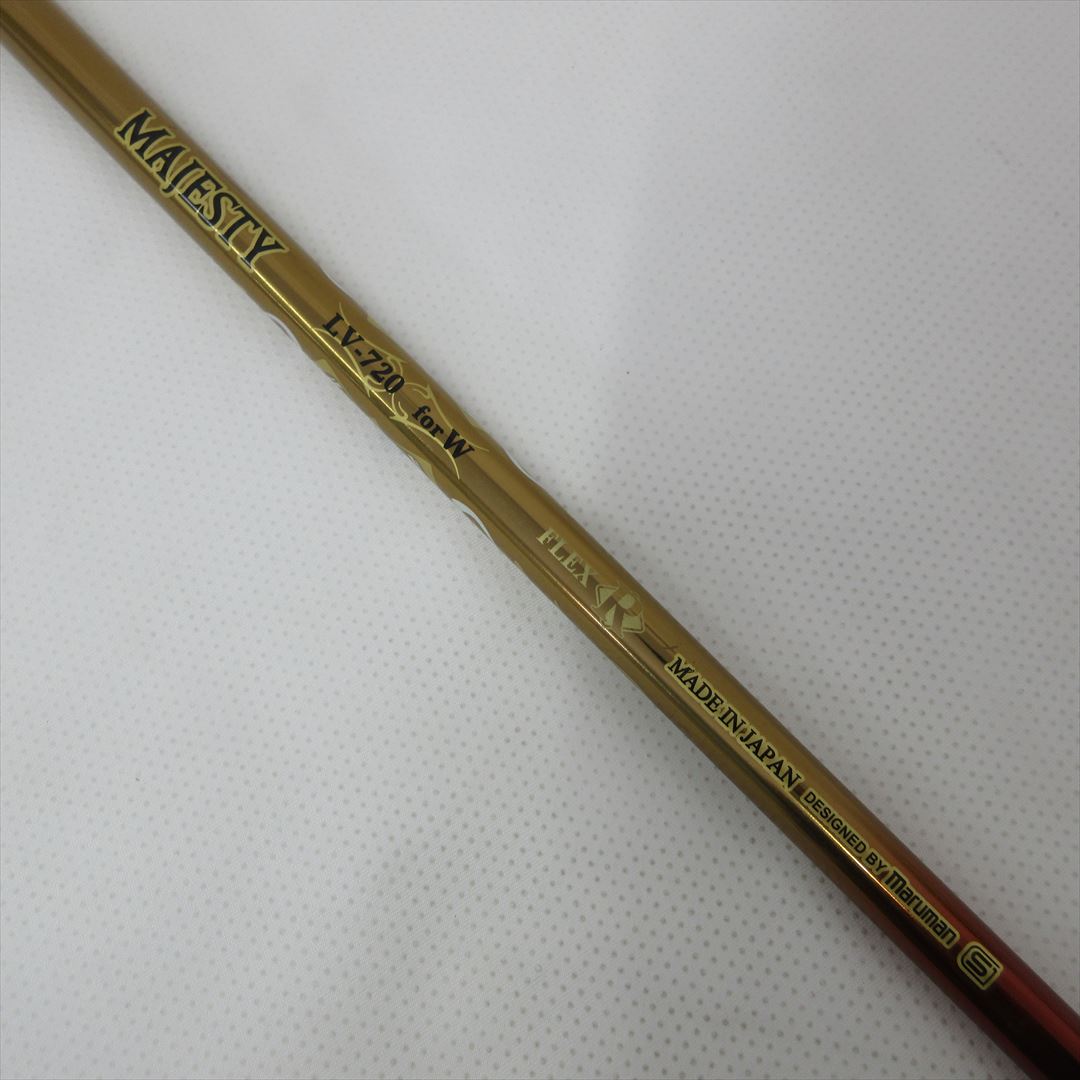 MAJESTY
LV-720 for W
FLEX R
MADE IN JAPAN
DESIGNED BY maruman S